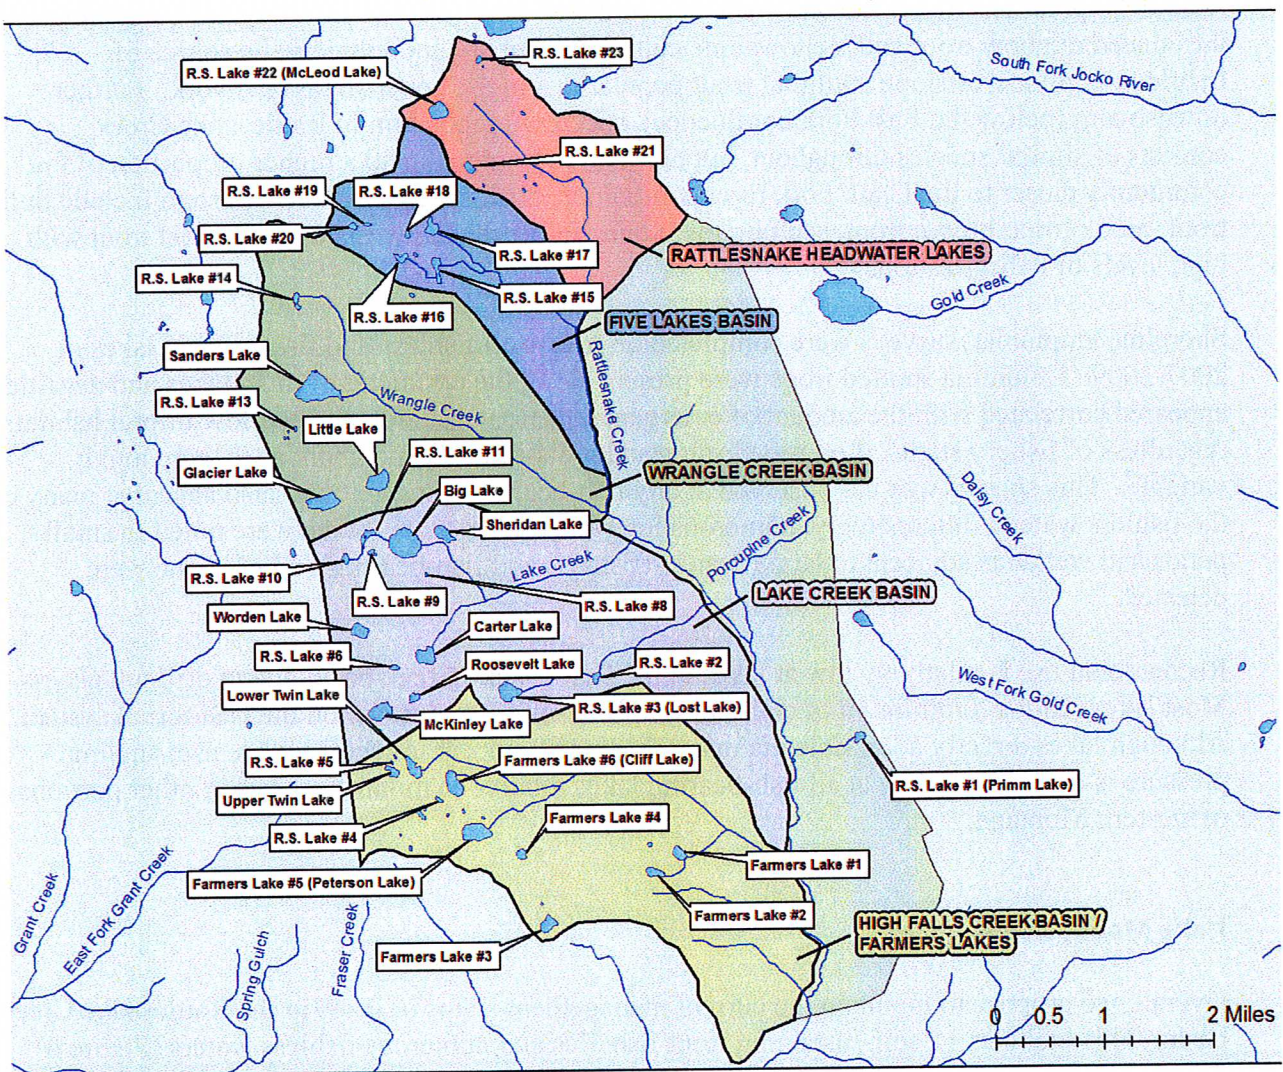 R.S. Lake #23
R.S. Lake #22 (McLeod Lake)
South Fork Jocko River
R.S. Lake #21
R.S. Lake #19
R.S. Lake #18
R.S. Lake #20
R.S. Lake #17
RATTLESNAKE HEADWATER LAKES
R.S. Lake #14
R.S. Lake #15
Gold Creek
R.S. Lake #16
FIVE LAKES BASIN
Sanders Lake
Rattlesnake Creek
R.S. Lake #13
Wrangle Creek
Little Lake
R.S. Lake #11
Glacier Lake
WRANGLE CREEK BASIN
Big Lake
Sheridan Lake
Daisy Creek
Porcupine Creek
R.S. Lake #10
Lake Creek
R.S. Lake #9
R.S. Lake #8
LAKE CREEK BASIN
Worden Lake
Carter Lake
R.S. Lake #6
Roosevelt Lake
R.S. Lake #2
West Fork Gold Creek
Lower Twin Lake
R.S. Lake #3 (Lost Lake)
McKinley Lake
R.S. Lake #5
Farmers Lake #6 (Cliff Lake)
R.S. Lake #1 (Primm Lake)
Upper Twin Lake
Farmers Lake #4
R.S. Lake #4
Farmers Lake #1
Farmers Lake #5 (Peterson Lake)
Farmers Lake #2
Grant Creek
East Fork Grant Creek
HIGH FALLS CREEK BASIN /
FARMERS LAKES
Spring Gulch
Fraser Creek
Farmers Lake #3
0 0.5 1 2 Miles